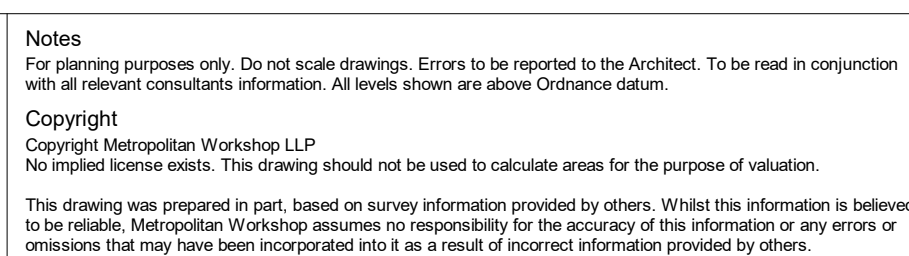 Notes
For planning purposes only. Do not scale drawings. Errors to be reported to the Architect. To be read in conjunction
with all relevant consultants information. All levels shown are above Ordnance datum.
Copyright
Copyright Metropolitan Workshop LLP
No implied license exists. This drawing should not be used to calculate areas for the purpose of valuation.
This drawing was prepared in part, based on survey information provided by others. Whilst this information is believed
to be reliable, Metropolitan Workshop assumes no responsibility for the accuracy of this information or any errors or
omissions that may have been incorporated into it as a result of incorrect information provided by others.